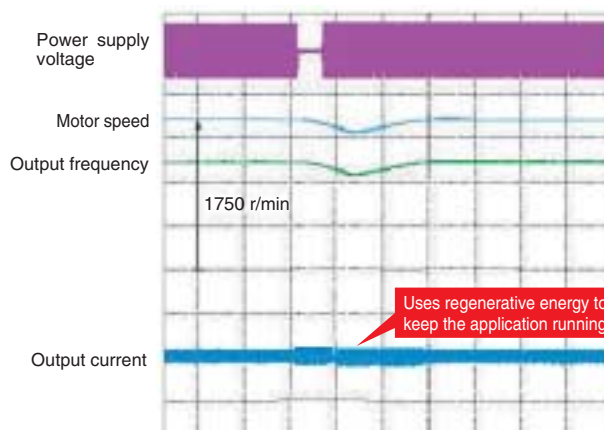 Power supply
voltage
Motor speed
Output frequency
1750 r/min
Uses regenerative energy to
keep the application running
Output current